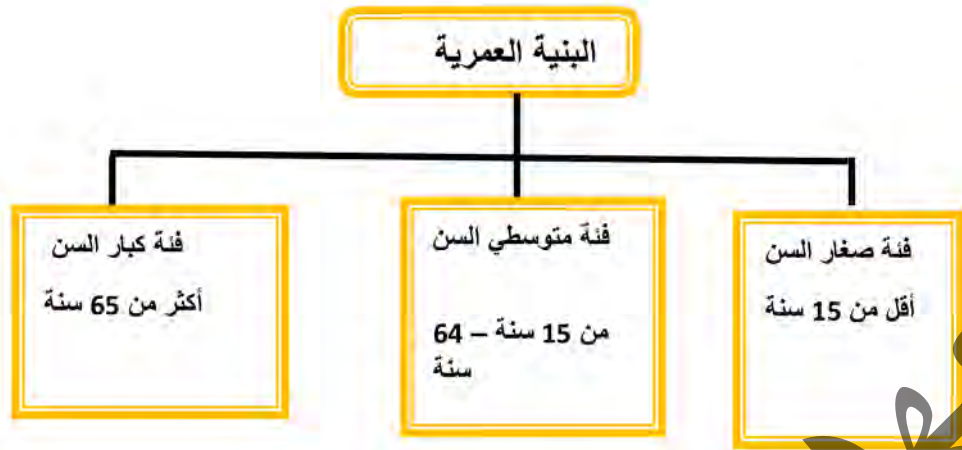 البنية العمرية
فئة صغار السن
أقل من 15 سنة
فئة متوسطي السن
من 15 سنة – 64
سنة
فئة كبار السن
أكثر من 65 سنة